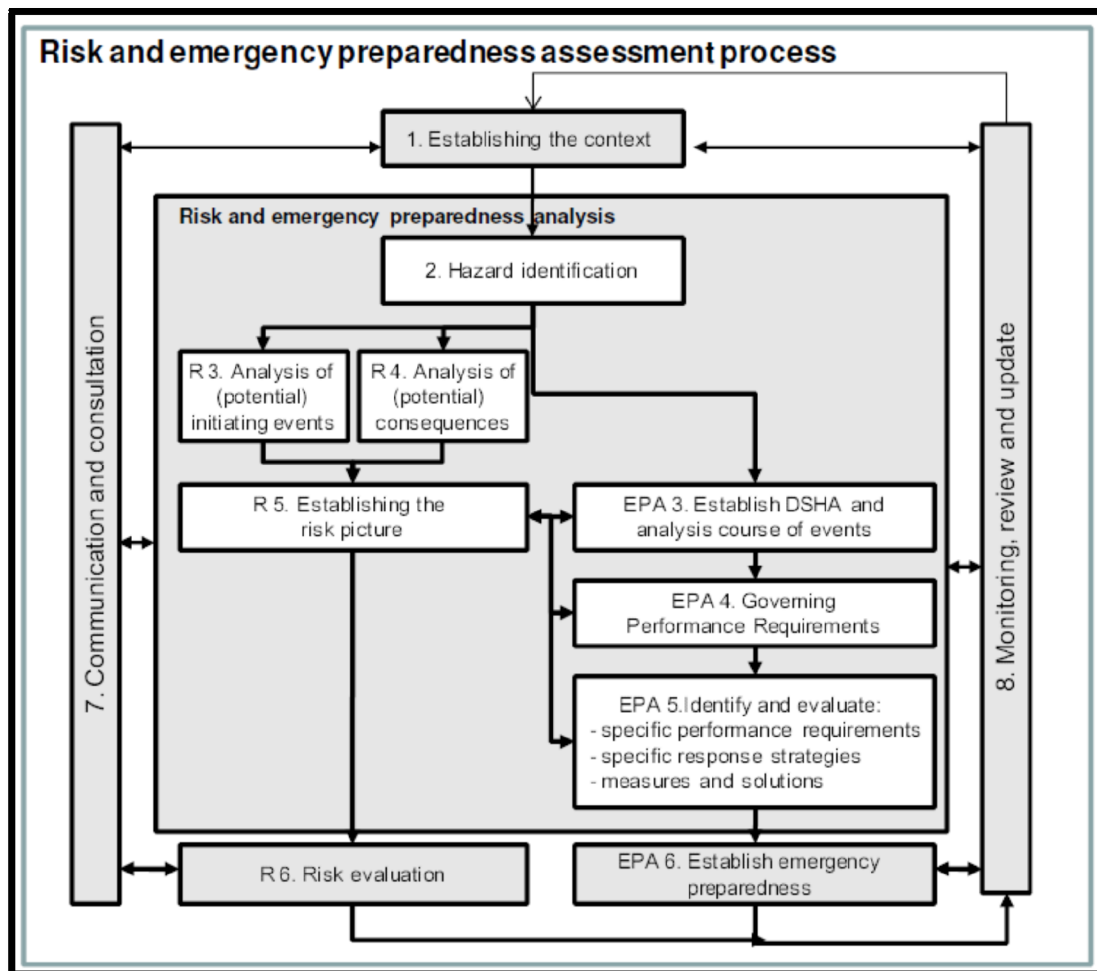 Risk and emergency preparedness assessment process
1. Establishing the context
Risk and emergency preparedness analysis
2. Hazard identification
R 3. Analysis of
(potential)
initiating events
R 4. Analysis of
(potential)
consequences
R 5. Establishing the
risk picture
EPA 3. Establish DSHA and
analysis course of events
EPA 4. Governing
Performance Requirements
EPA 5.Identify and evaluate:
- specific performance requirements
- specific response strategies
- measures and solutions
R 6. Risk evaluation
EPA 6. Establish emergency
preparedness
7. Communication and consultation
8. Monitoring, review and update